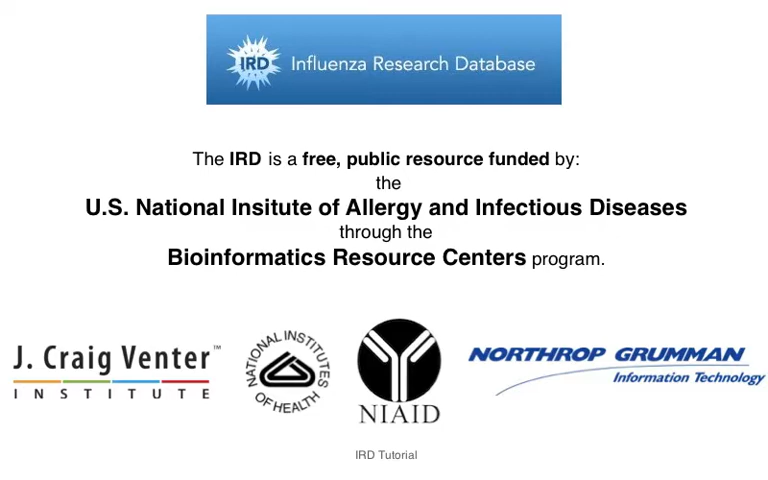 IRD Influenza Research Database
The IRD is a free, public resource funded by:
the
U.S. National Insitute of Allergy and Infectious Diseases
through the
Bioinformatics Resource Centers program.
J. Craig Venter™
INSTITUTE
NATIONAL INSTITUTES
OF HEALTH
NIAID
NORTHROP GRUMMAN
Information Technology
IRD Tutorial